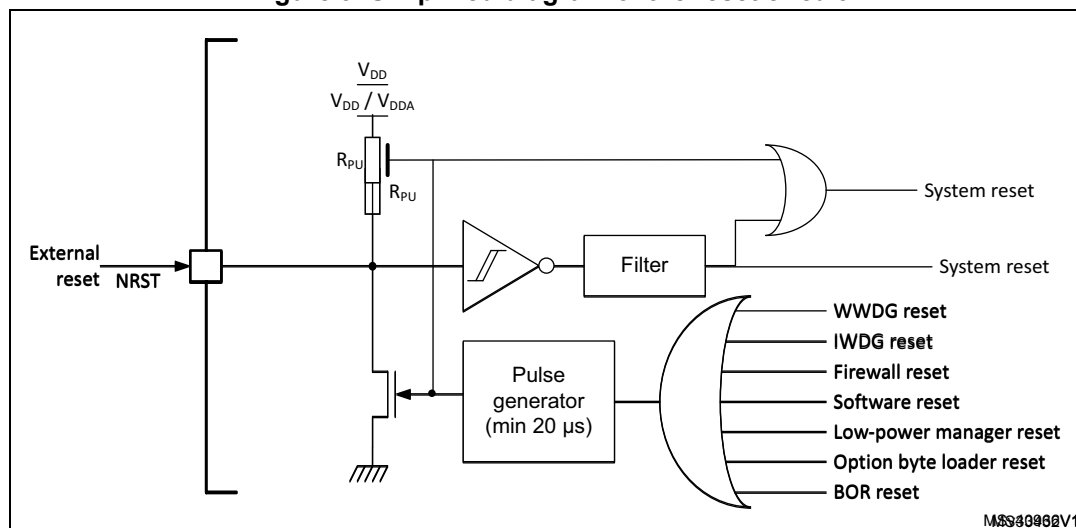 V_DD
V_DD / V_DDA
R_PU
R_PU
System reset
External
reset
NRST
Filter
System reset
WWDG reset
IWDG reset
Pulse
generator
(min 20 µs)
Firewall reset
Software reset
Low-power manager reset
Option byte loader reset
BOR reset